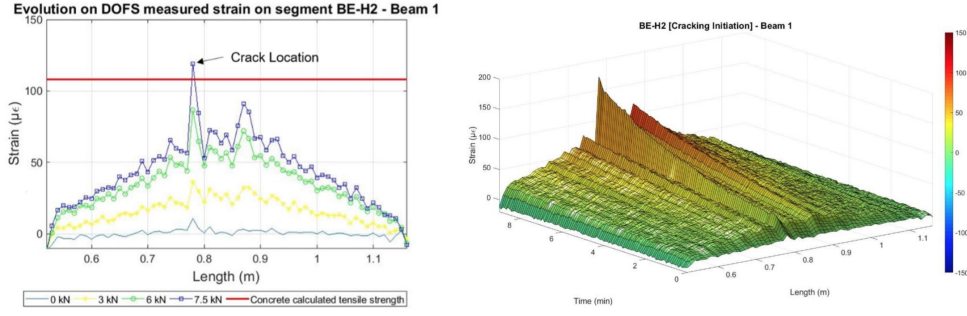 Evolution on DOFS measured strain on segment BE-H2 - Beam 1
150
100
50
0
Strain (με)
Crack Location
0.6 0.7 0.8 0.9 1 1.1
Length (m)
0 kN 3 kN 6 kN 7.5 kN Concrete calculated tensile strength
BE-H2 [Cracking Initiation] - Beam 1
200
150
100
50
0
Strain (με)
8 6 4 2 0
Time (min)
0.6 0.7 0.8 0.9 1 1.1
Length (m)
150
100
50
0
-50
-100
-150